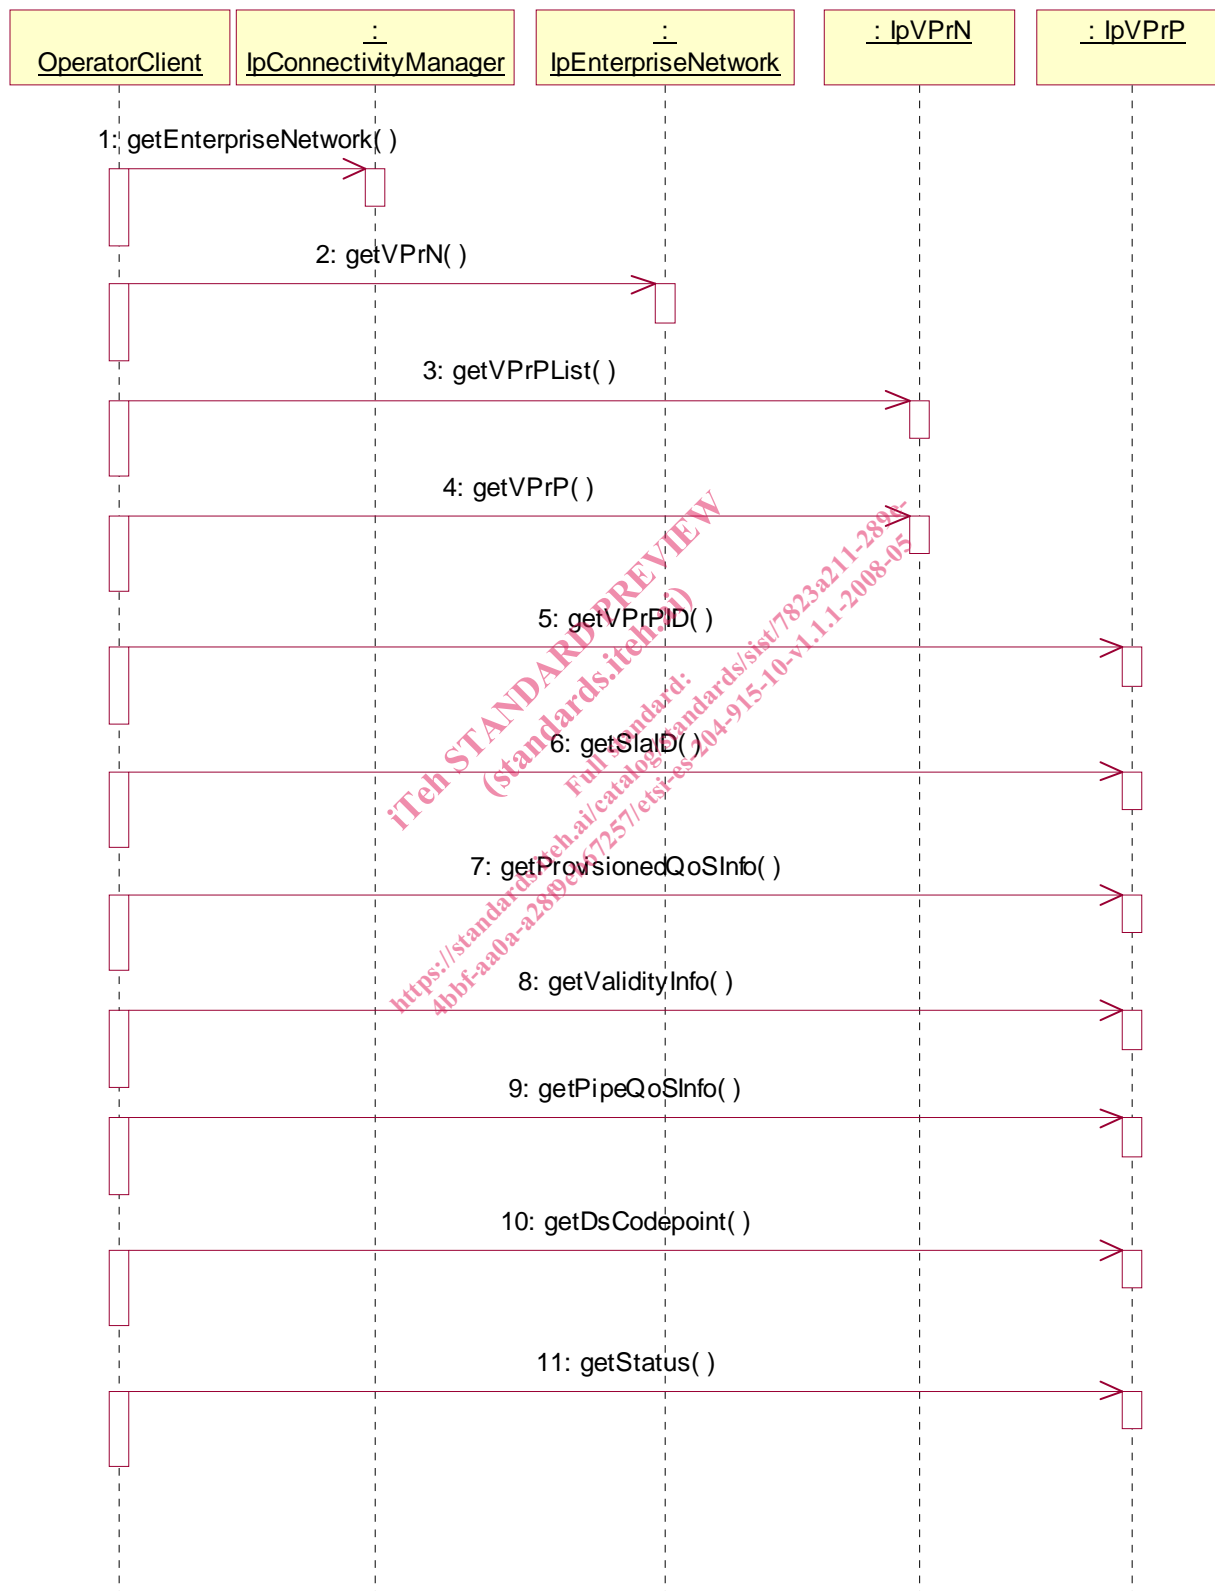 :
OperatorClient
:
IpConnectivityManager
:
IpEnterpriseNetwork
: IpVPrN
: IpVPrP
1: getEnterpriseNetwork( )
2: getVPrN( )
3: getVPrPList( )
4: getVPrP( )
5: getVPrPID( )
6: getSlaID( )
7: getProvisionedQoSInfo( )
8: getValidityInfo( )
9: getPipeQoSInfo( )
10: getDsCodepoint( )
11: getStatus( )
iTeh STANDARD PREVIEW
(standards.iteh.ai)
Full standard:
https://standards.iteh.ai/catalog/standards/sist/7823a211-289c-
4bbf-aa0a-a28f9eb67257/etsi-es-204-915-10-v1.1.1-2008-05